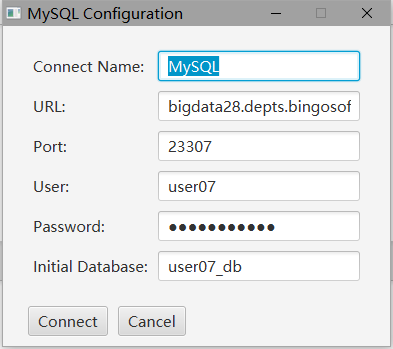 MySQL Configuration
Connect Name: MySQL
URL: bigdata28.depts.bingosof
Port: 23307
User: user07
Password: ●●●●●●●●●●●
Initial Database: user07_db
Connect Cancel